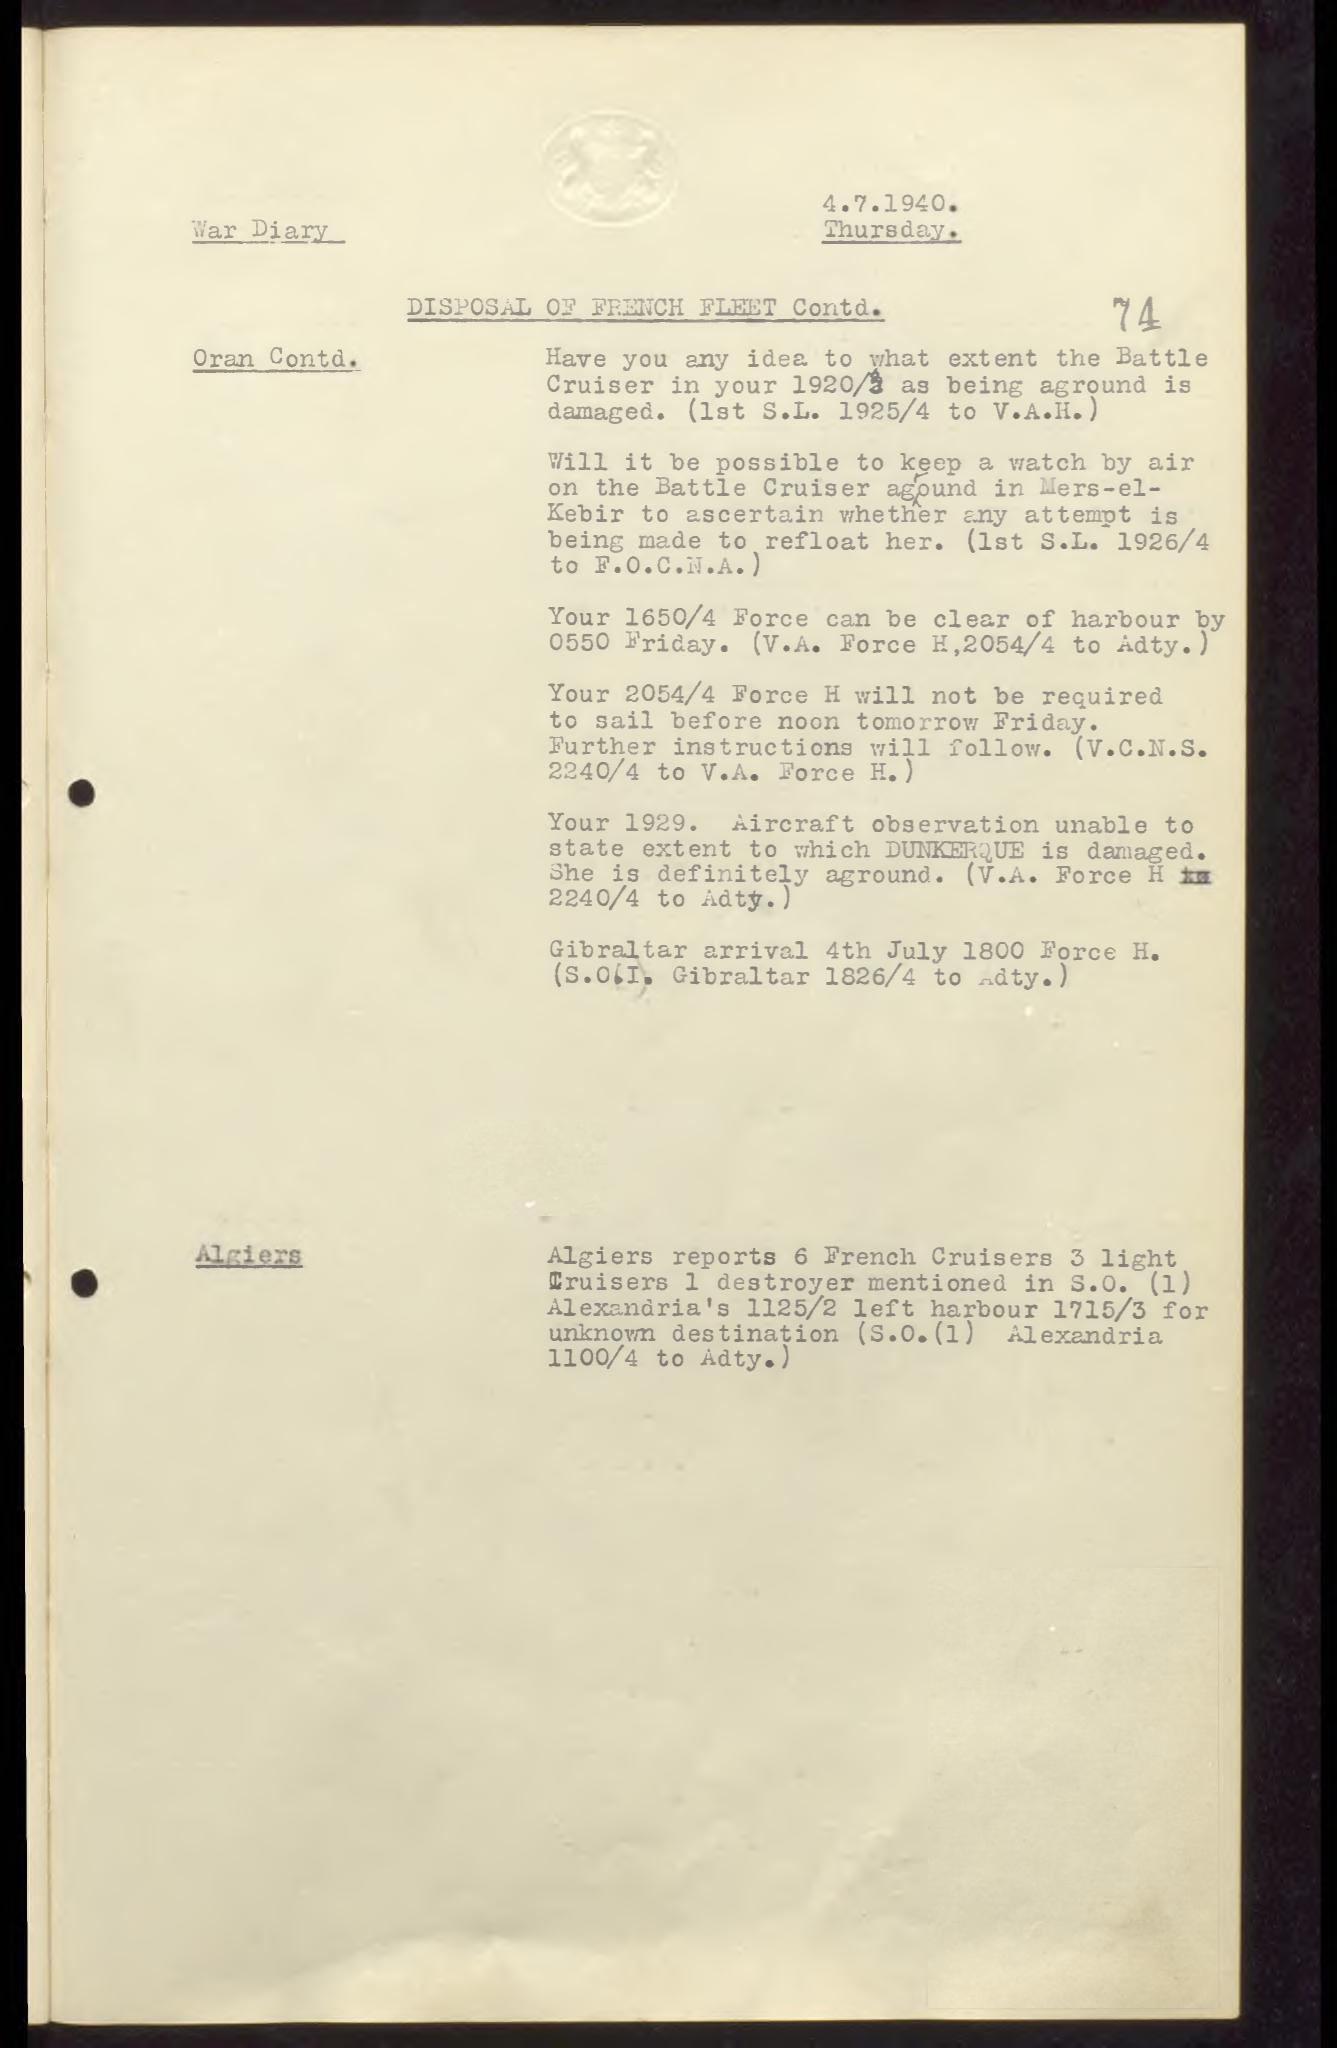 4.7.1940.
War Diary
Thursday.
DISPOSAL OF FRENCH FLEET Contd.
74
Oran Contd.
Have you any idea to what extent the Battle
Cruiser in your 1920/3 as being aground is
damaged. (1st S.L. 1925/4 to V.A.H.)
Will it be possible to keep a watch by air
on the Battle Cruiser aground in Mers-el-
Kebir to ascertain whether any attempt is
being made to refloat her. (1st S.L. 1926/4
to F.O.C.N.A.)
Your 1650/4 Force can be clear of harbour by
0550 Friday. (V.A. Force H,2054/4 to Adty.)
Your 2054/4 Force H will not be required
to sail before noon tomorrow Friday.
Further instructions will follow. (V.C.N.S.
2240/4 to V.A. Force H.)
Your 1929. Aircraft observation unable to
state extent to which DUNKERQUE is damaged.
She is definitely aground. (V.A. Force H
2240/4 to Adty.)
Gibraltar arrival 4th July 1800 Force H.
(S.O.I. Gibraltar 1826/4 to Adty.)
Algiers
Algiers reports 6 French Cruisers 3 light
Cruisers 1 destroyer mentioned in S.O. (1)
Alexandria's 1125/2 left harbour 1715/3 for
unknown destination (S.O.(1) Alexandria
1100/4 to Adty.)